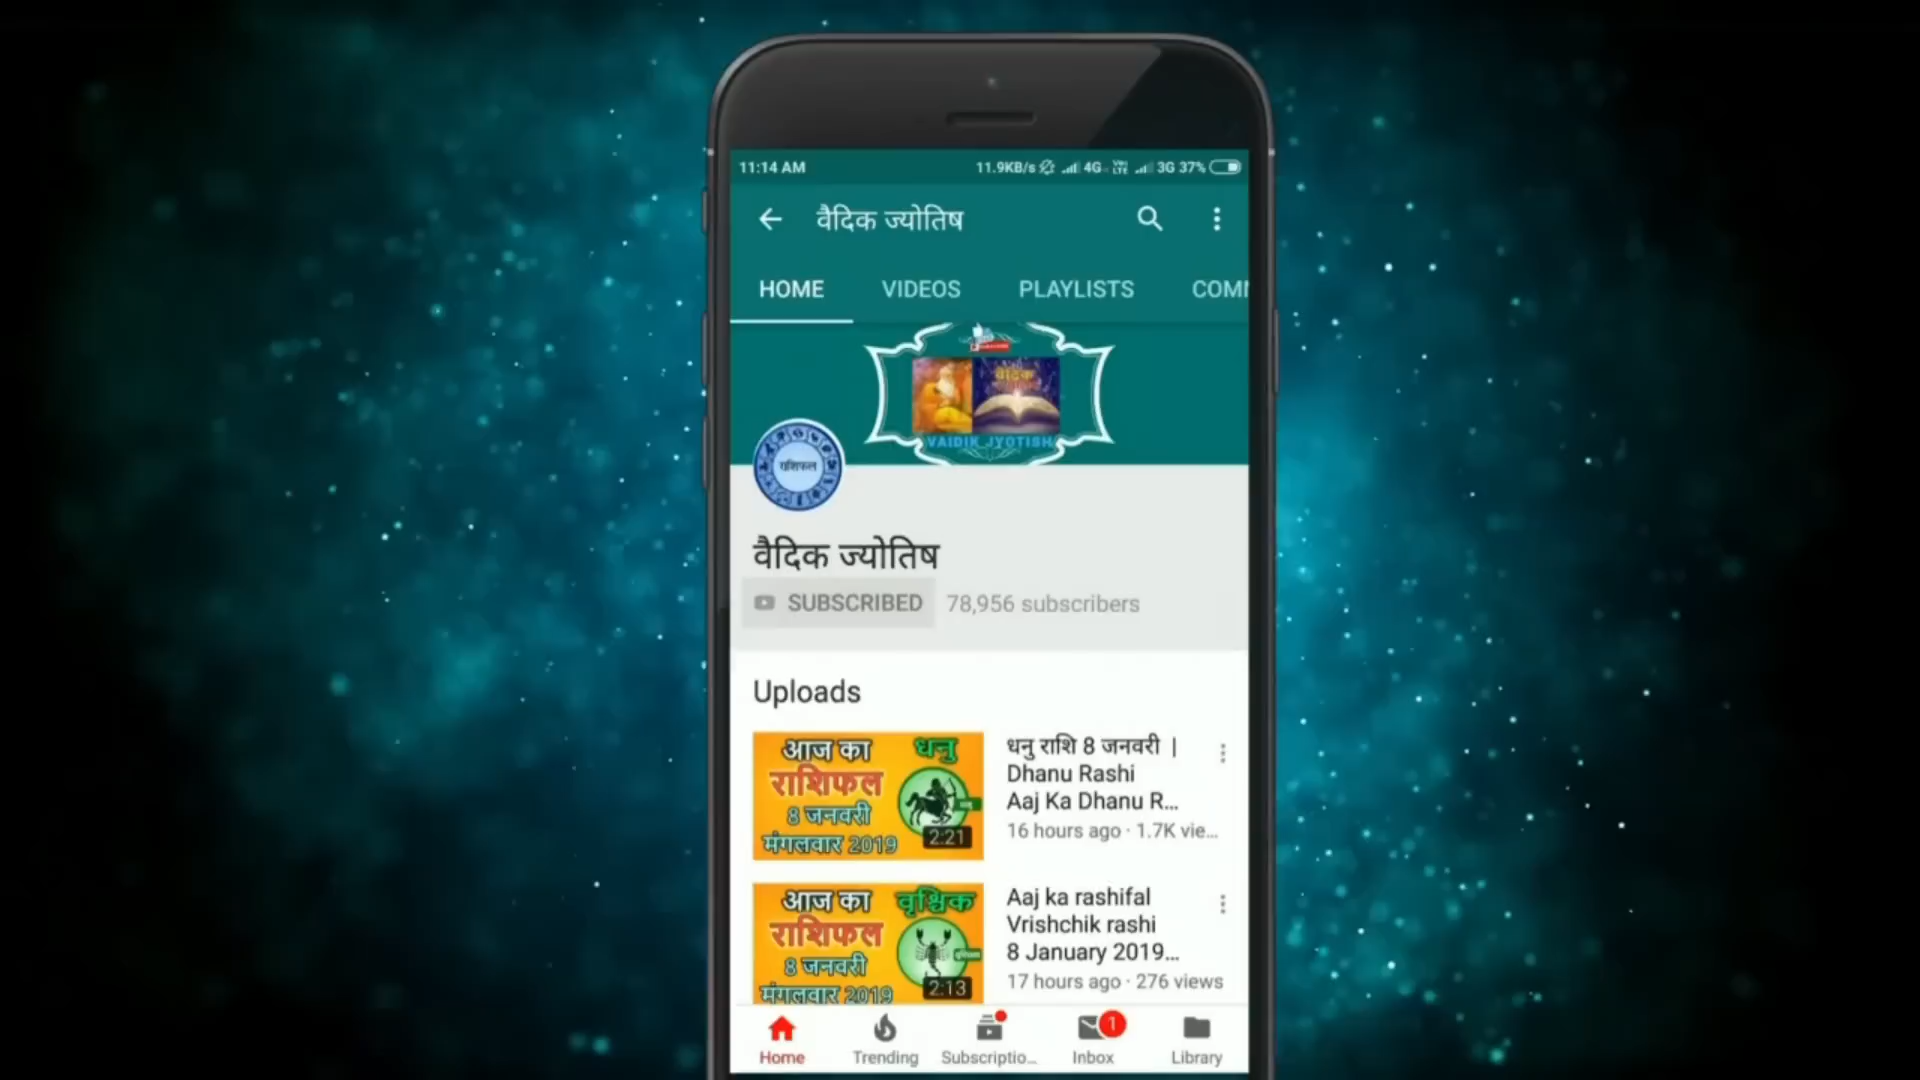 11:14 AM
11.9KB/s 4G VoLTE 3G 37%
वैदिक ज्योतिष
HOME VIDEOS PLAYLISTS COMM
वैदिक
VAIDIK JYOTISH
राशिफल
वैदिक ज्योतिष
SUBSCRIBED 78,956 subscribers
Uploads
आज का धनु
राशिफल
8 जनवरी
मंगलवार 2019
2:21
धनु राशि 8 जनवरी |
Dhanu Rashi
Aaj Ka Dhanu R...
16 hours ago · 1.7K vie...
आज का वृश्चिक
राशिफल
8 जनवरी
मंगलवार 2019
2:13
Aaj ka rashifal
Vrishchik rashi
8 January 2019...
17 hours ago · 276 views
Home Trending Subscriptio... Inbox Library
1